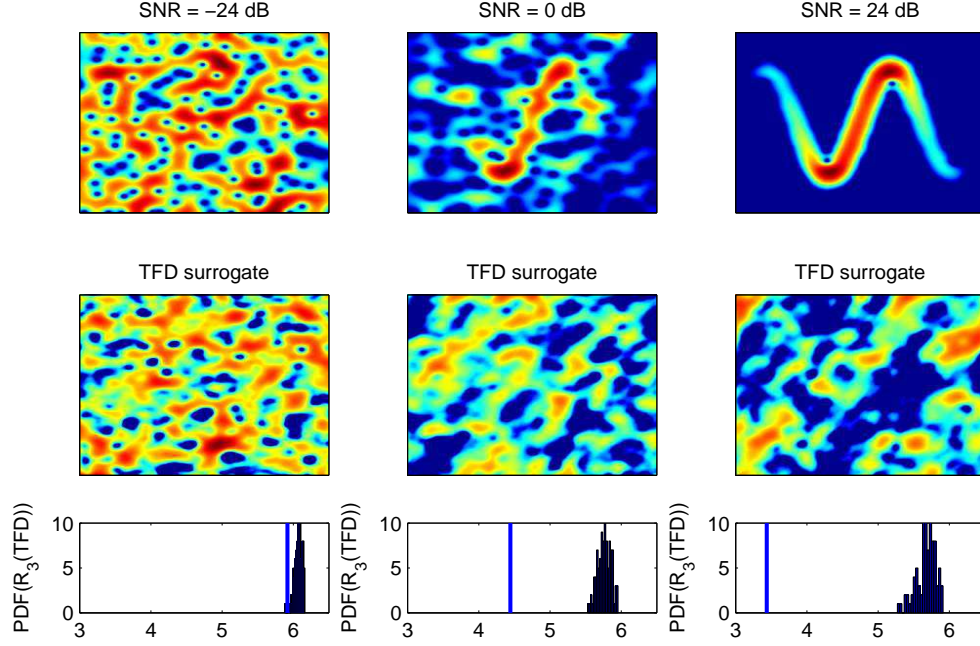 SNR = −24 dB
SNR = 0 dB
SNR = 24 dB
TFD surrogate
TFD surrogate
TFD surrogate
PDF(R₃(TFD))
10
5
0
3 4 5 6
PDF(R₃(TFD))
10
5
0
3 4 5 6
PDF(R₃(TFD))
10
5
0
3 4 5 6